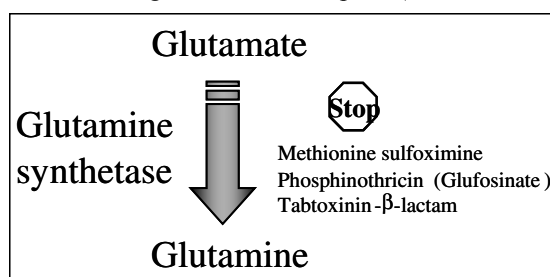 Glutamate
Glutamine
synthetase
Stop
Methionine sulfoximine
Phosphinothricin (Glufosinate)
Tabtoxinin-β-lactam
Glutamine